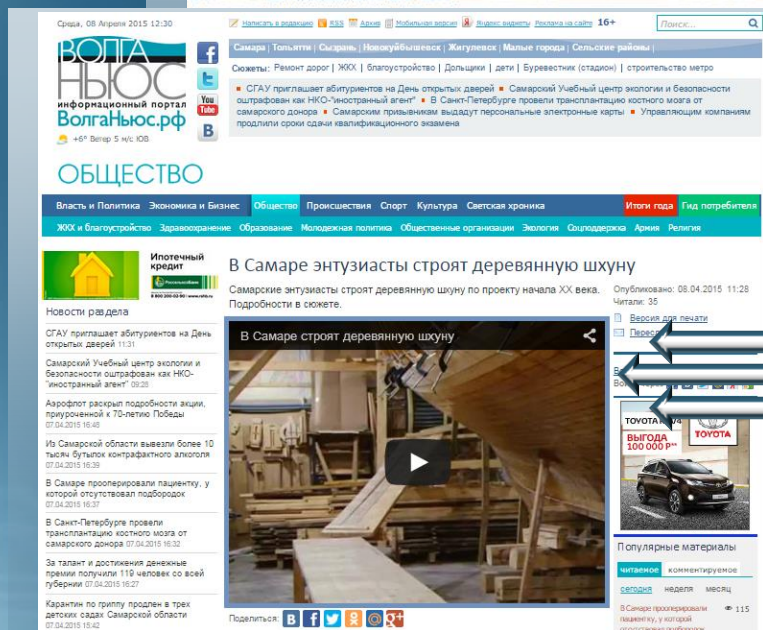 Среда, 08 Апреля 2015 12:30
Написать в редакцию RSS Архив Мобильная версия Яндекс виджеты Реклама на сайте 16+
Поиск...
ВОЛГА
НЬЮС
информационный портал
ВолгаНьюс.рф
+6° Ветер 5 м/с ЮВ
You
Tube
Самара | Тольятти | Сызрань | Новокуйбышевск | Жигулевск | Малые города | Сельские районы |
Сюжеты: Ремонт дорог | ЖКХ | благоустройство | Дольщики | дети | Буревестник (стадион) | строительство метро
СГАУ приглашает абитуриентов на День открытых дверей ▪ Самарский Учебный центр экологии и безопасности
оштрафован как НКО-"иностранный агент" ▪ В Санкт-Петербурге провели трансплантацию костного мозга от
самарского донора ▪ Самарским призывникам выдадут персональные электронные карты ▪ Управляющим компаниям
продлили сроки сдачи квалификационного экзамена
ОБЩЕСТВО
Власть и Политика Экономика и Бизнес Общество Происшествия Спорт Культура Светская хроника Итоги года Гид потребителя
ЖКХ и благоустройство Здравоохранение Образование Молодежная политика Общественные организации Экология Соцподдержка Армия Религия
Ипотечный
кредит
Новости раздела
СГАУ приглашает абитуриентов на День
открытых дверей 11:31
Самарский Учебный центр экологии и
безопасности оштрафован как НКО-
"иностранный агент" 09:28
Аэрофлот раскрыл подробности акции,
приуроченной к 70-летию Победы
07.04.2015 16:48
Из Самарской области вывезли более 10
тысяч бутылок контрафактного алкоголя
07.04.2015 16:39
В Самаре прооперировали пациентку, у
которой отсутствовал подбородок
07.04.2015 16:37
В Санкт-Петербурге провели
трансплантацию костного мозга от
самарского донора 07.04.2015 16:32
За талант и достижения денежные
премии получили 119 человек со всей
губернии 07.04.2015 16:27
Карантин по гриппу продлен в трех
детских садах Самарской области
07.04.2015 15:42
В Самаре энтузиасты строят деревянную шхуну
Самарские энтузиасты строят деревянную шхуну по проекту начала XX века.
Подробности в сюжете.
В Самаре строят деревянную шхуну
Поделиться:
Опубликовано: 08.04.2015 11:28
Читали: 35
Версия для печати
TOYOTA
ВЫГОДА
100 000 Р**
TOYOTA
Популярные материалы
читаемое комментируемое
сегодня неделя месяц
В Самаре прооперировали 115
пациентку, у которой
отсутствовал подбородок